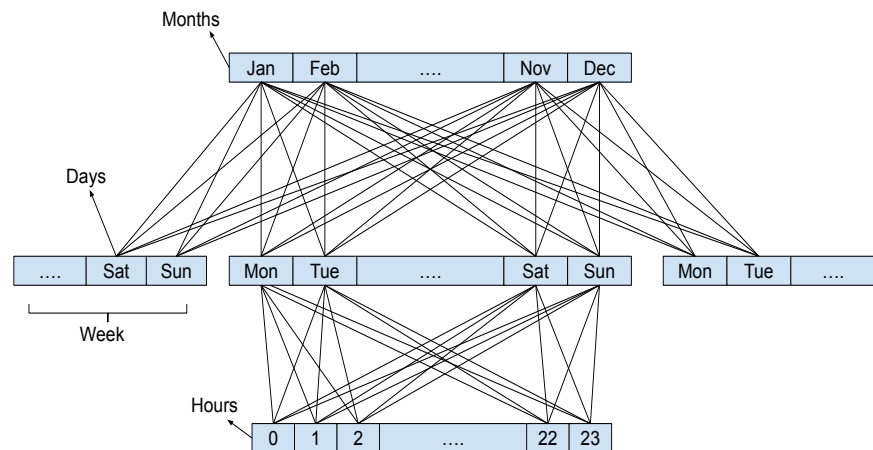 Months
Jan Feb .... Nov Dec
Days
.... Sat Sun Mon Tue .... Sat Sun Mon Tue ....
Week
Hours
0 1 2 .... 22 23